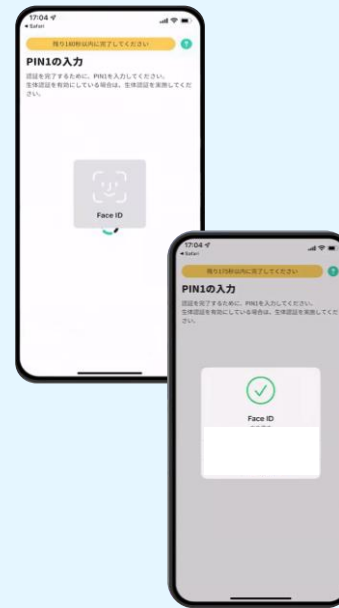 17:04
Safari
残り180秒以内に完了してください
?
PIN1の入力
認証を完了するために、PIN1を入力してください。
生体認証を有効にしている場合は、生体認証を実施してくだ
さい。
Face ID
17:04
Safari
残り175秒以内に完了してください
?
PIN1の入力
認証を完了するために、PIN1を入力してください。
生体認証を有効にしている場合は、生体認証を実施してくだ
さい。
Face ID